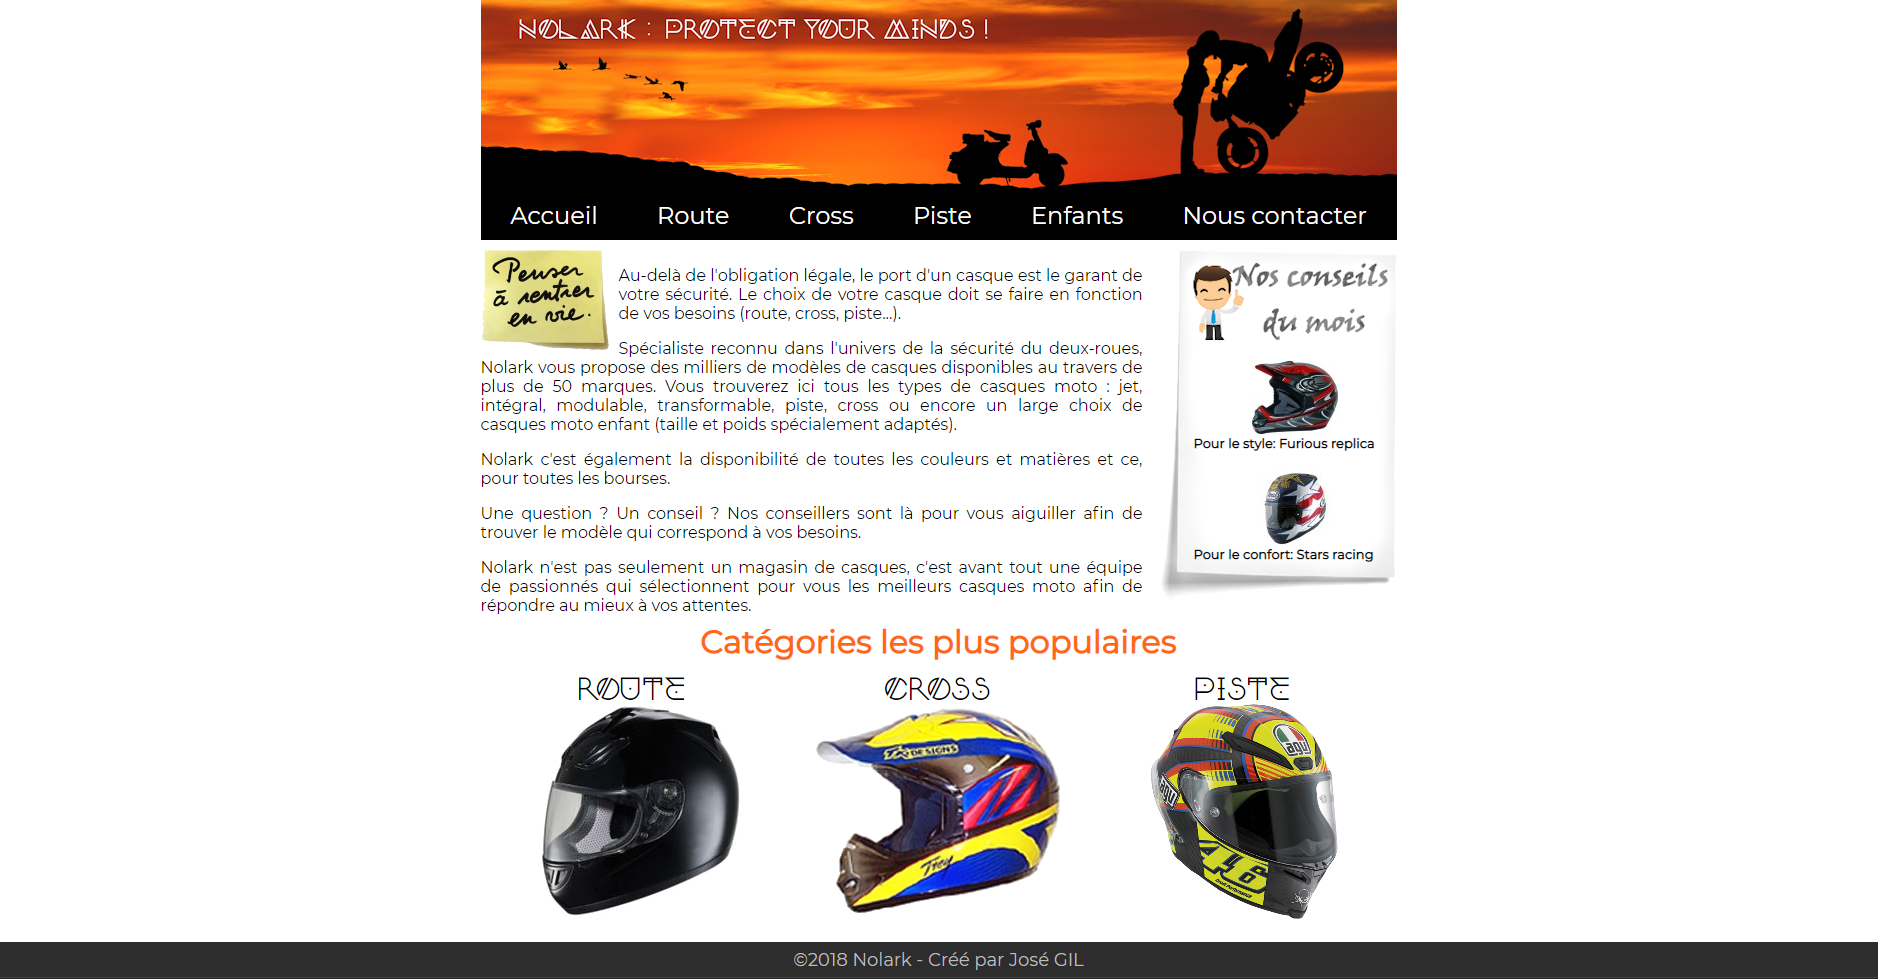 NOLARK : PROTECT YOUR MINDS !
Accueil Route Cross Piste Enfants Nous contacter
Penser
à rentrer
en vie.
Au-delà de l'obligation légale, le port d'un casque est le garant de
votre sécurité. Le choix de votre casque doit se faire en fonction
de vos besoins (route, cross, piste...).
Spécialiste reconnu dans l'univers de la sécurité du deux-roues,
Nolark vous propose des milliers de modèles de casques disponibles au travers de
plus de 50 marques. Vous trouverez ici tous les types de casques moto : jet,
intégral, modulable, transformable, piste, cross ou encore un large choix de
casques moto enfant (taille et poids spécialement adaptés).
Nolark c'est également la disponibilité de toutes les couleurs et matières et ce,
pour toutes les bourses.
Une question ? Un conseil ? Nos conseillers sont là pour vous aiguiller afin de
trouver le modèle qui correspond à vos besoins.
Nolark n'est pas seulement un magasin de casques, c'est avant tout une équipe
de passionnés qui sélectionnent pour vous les meilleurs casques moto afin de
répondre au mieux à vos attentes.
Nos conseils
du mois
Pour le style: Furious replica
Pour le confort: Stars racing
Catégories les plus populaires
ROUTE
CROSS
PISTE
DESIGNS
Troy
agv
agv
46
©2018 Nolark - Créé par José GIL